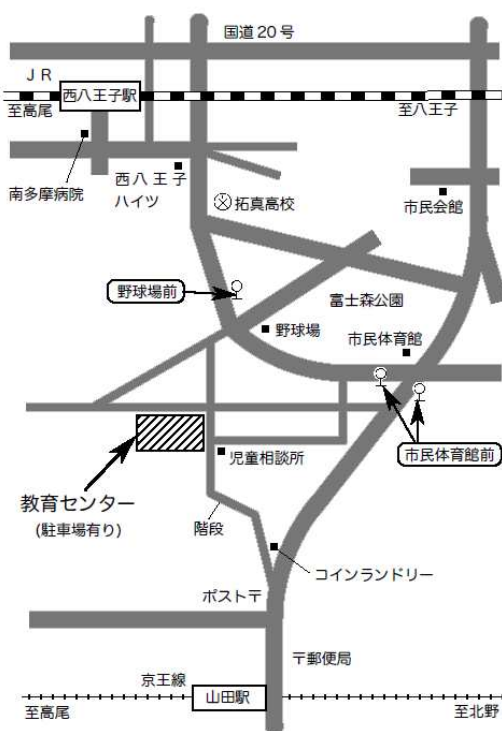 国道20号
JR
西八王子駅
至高尾
至八王子
南多摩病院
西八王子
ハイツ
拓真高校
市民会館
野球場前
富士森公園
野球場
市民体育館
市民体育館前
児童相談所
教育センター
(駐車場有り)
階段
コインランドリー
ポスト〒
〒郵便局
京王線
山田駅
至高尾
至北野